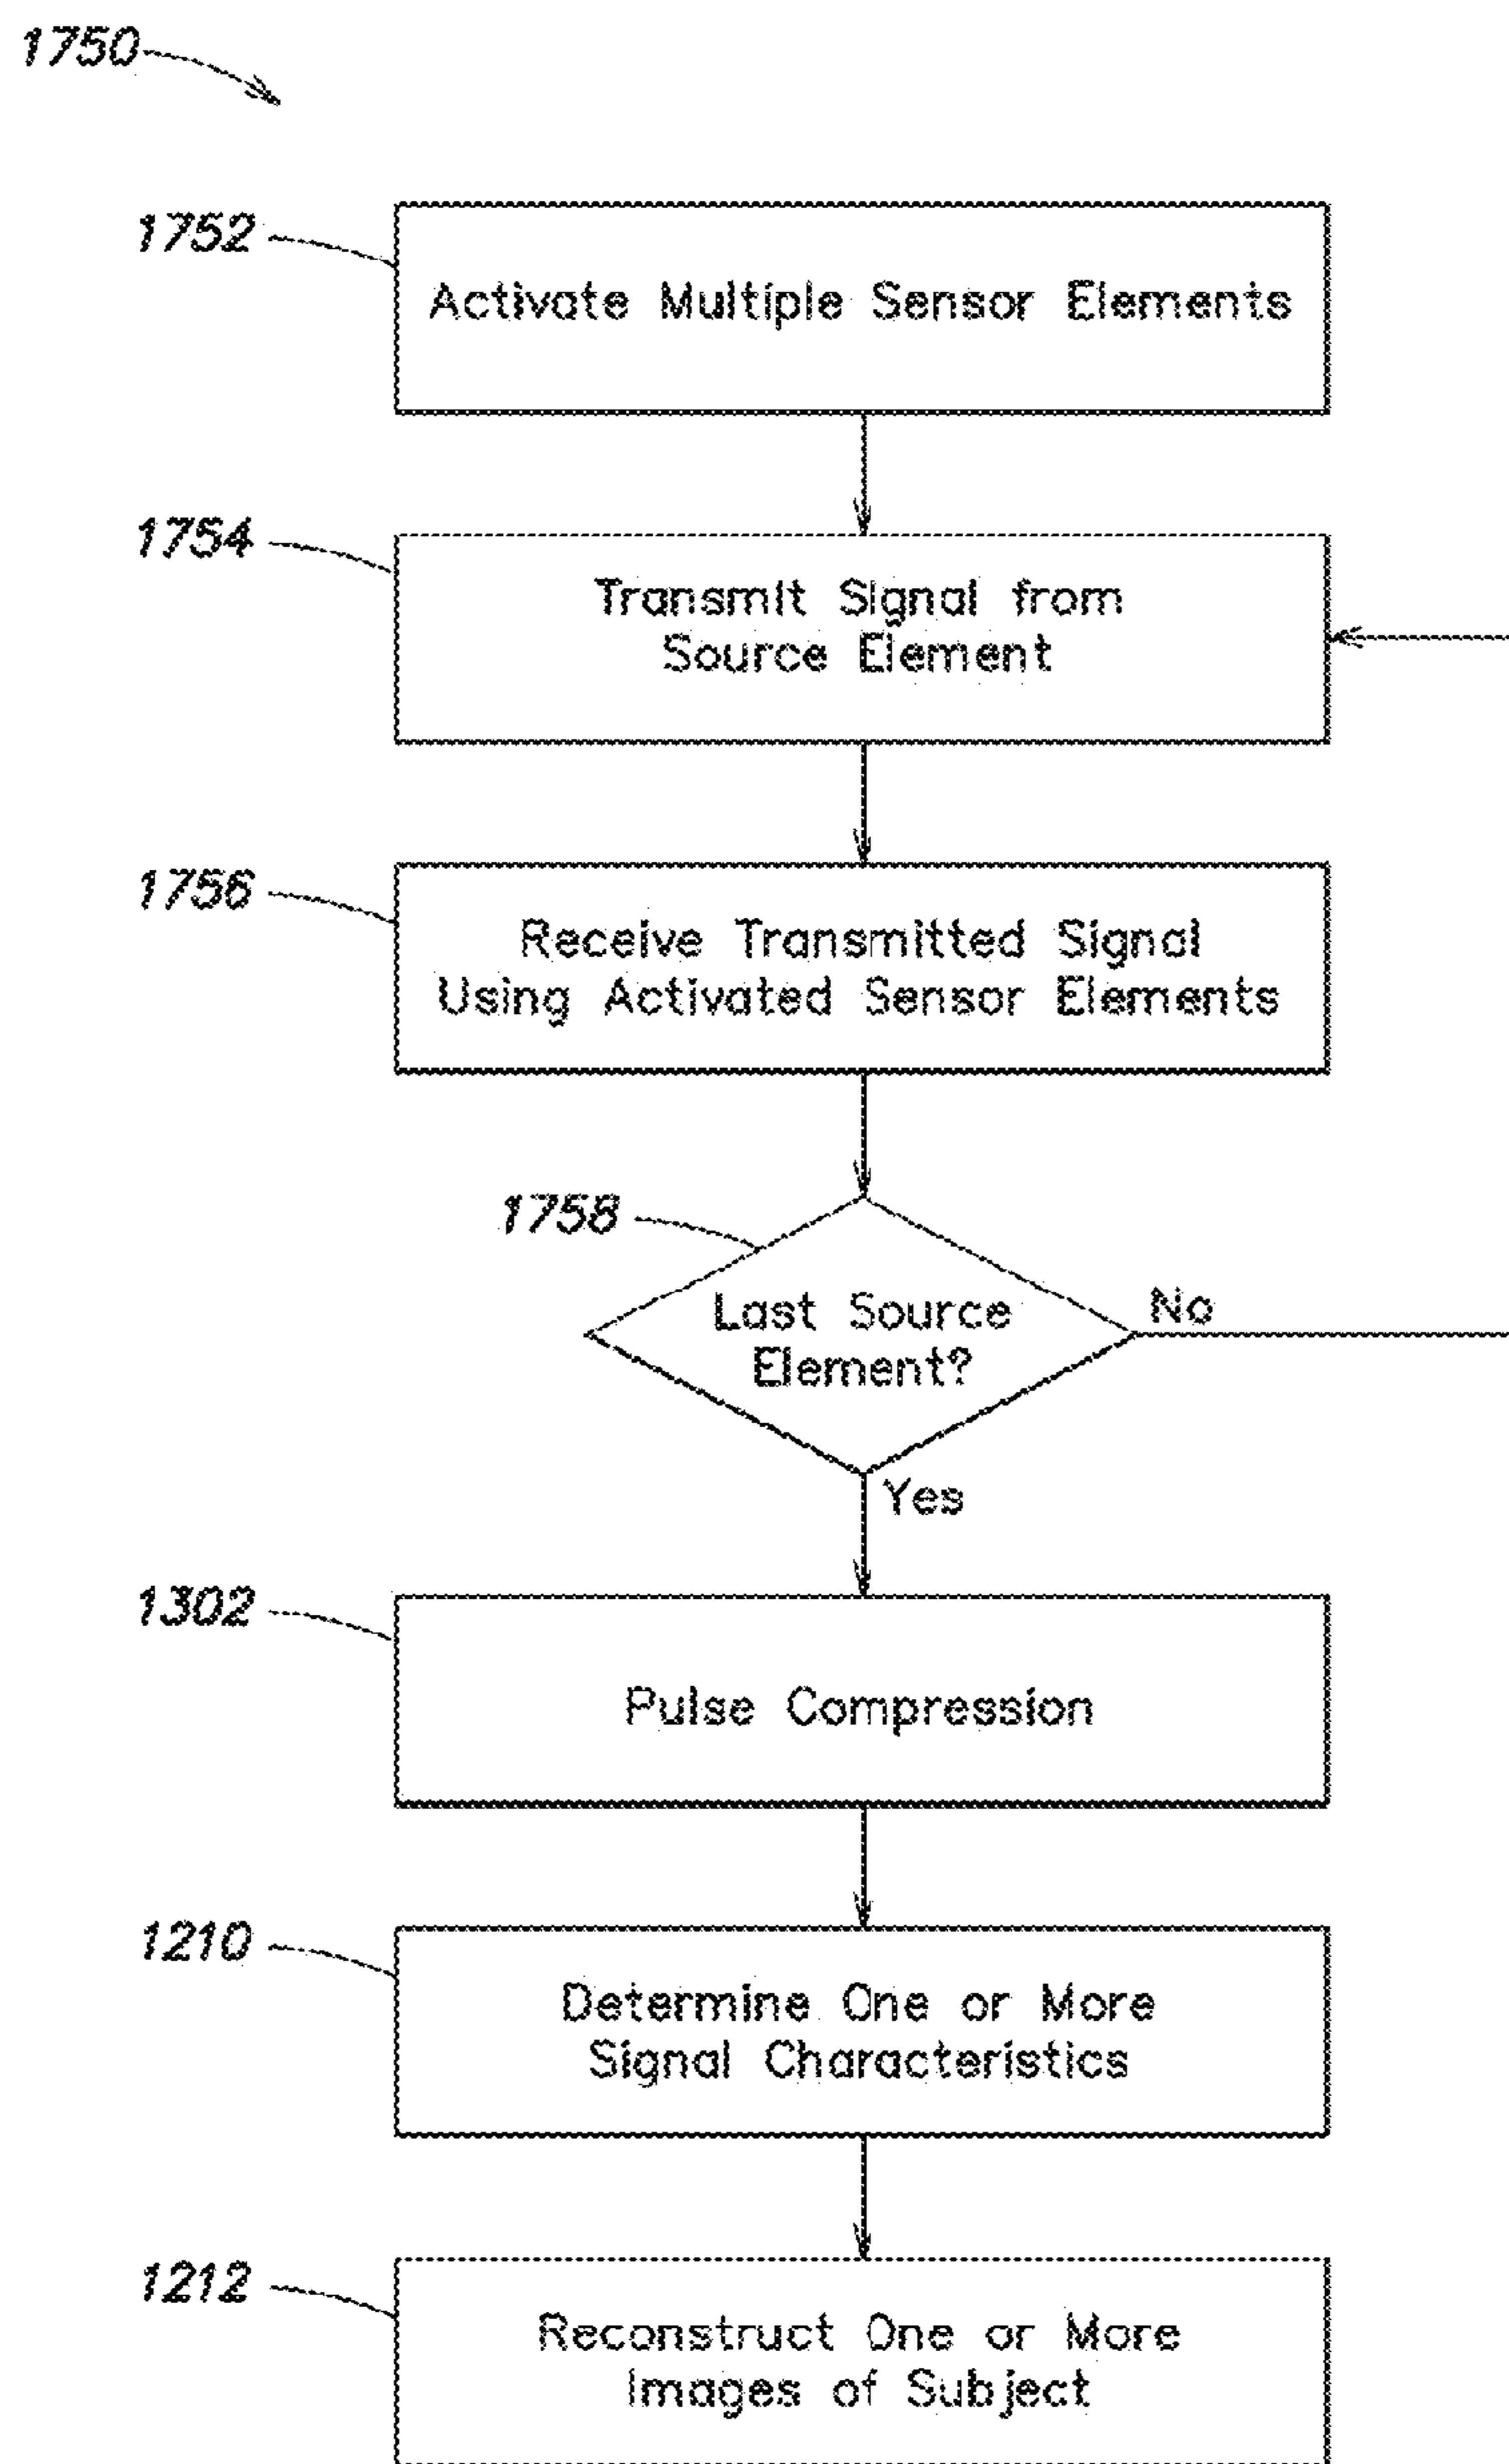 1750
1752
Activate Multiple Sensor Elements
1754
Transmit Signal from
Source Element
1756
Receive Transmitted Signal
Using Activated Sensor Elements
1758
Last Source
Element?
No
Yes
1302
Pulse Compression
1210
Determine One or More
Signal Characteristics
1212
Reconstruct One or More
Images of Subject